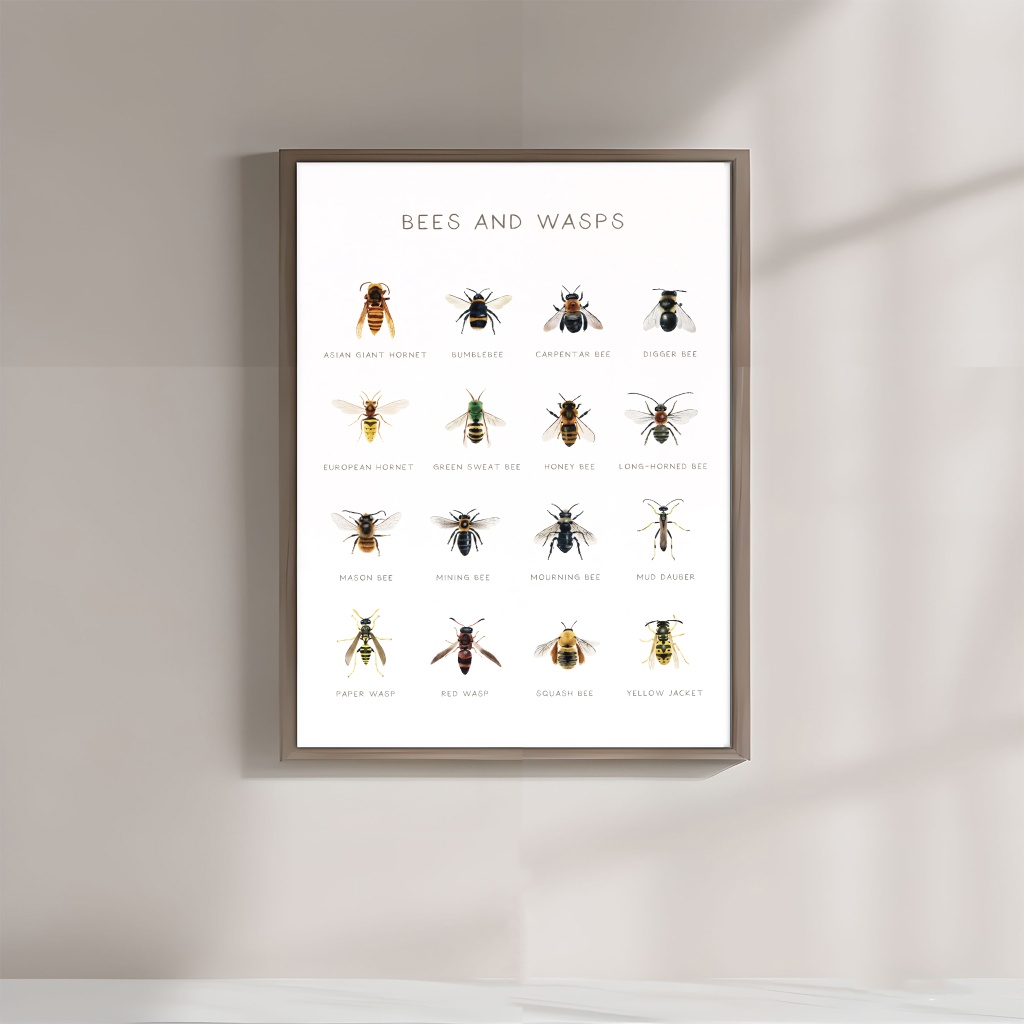 BEES AND WASPS
ASIAN GIANT HORNET BUMBLEBEE CARPENTAR BEE DIGGER BEE
EUROPEAN HORNET GREEN SWEAT BEE HONEY BEE LONG-HORNED BEE
MASON BEE MINING BEE MOURNING BEE MUD DAUBER
PAPER WASP RED WASP SQUASH BEE YELLOW JACKET